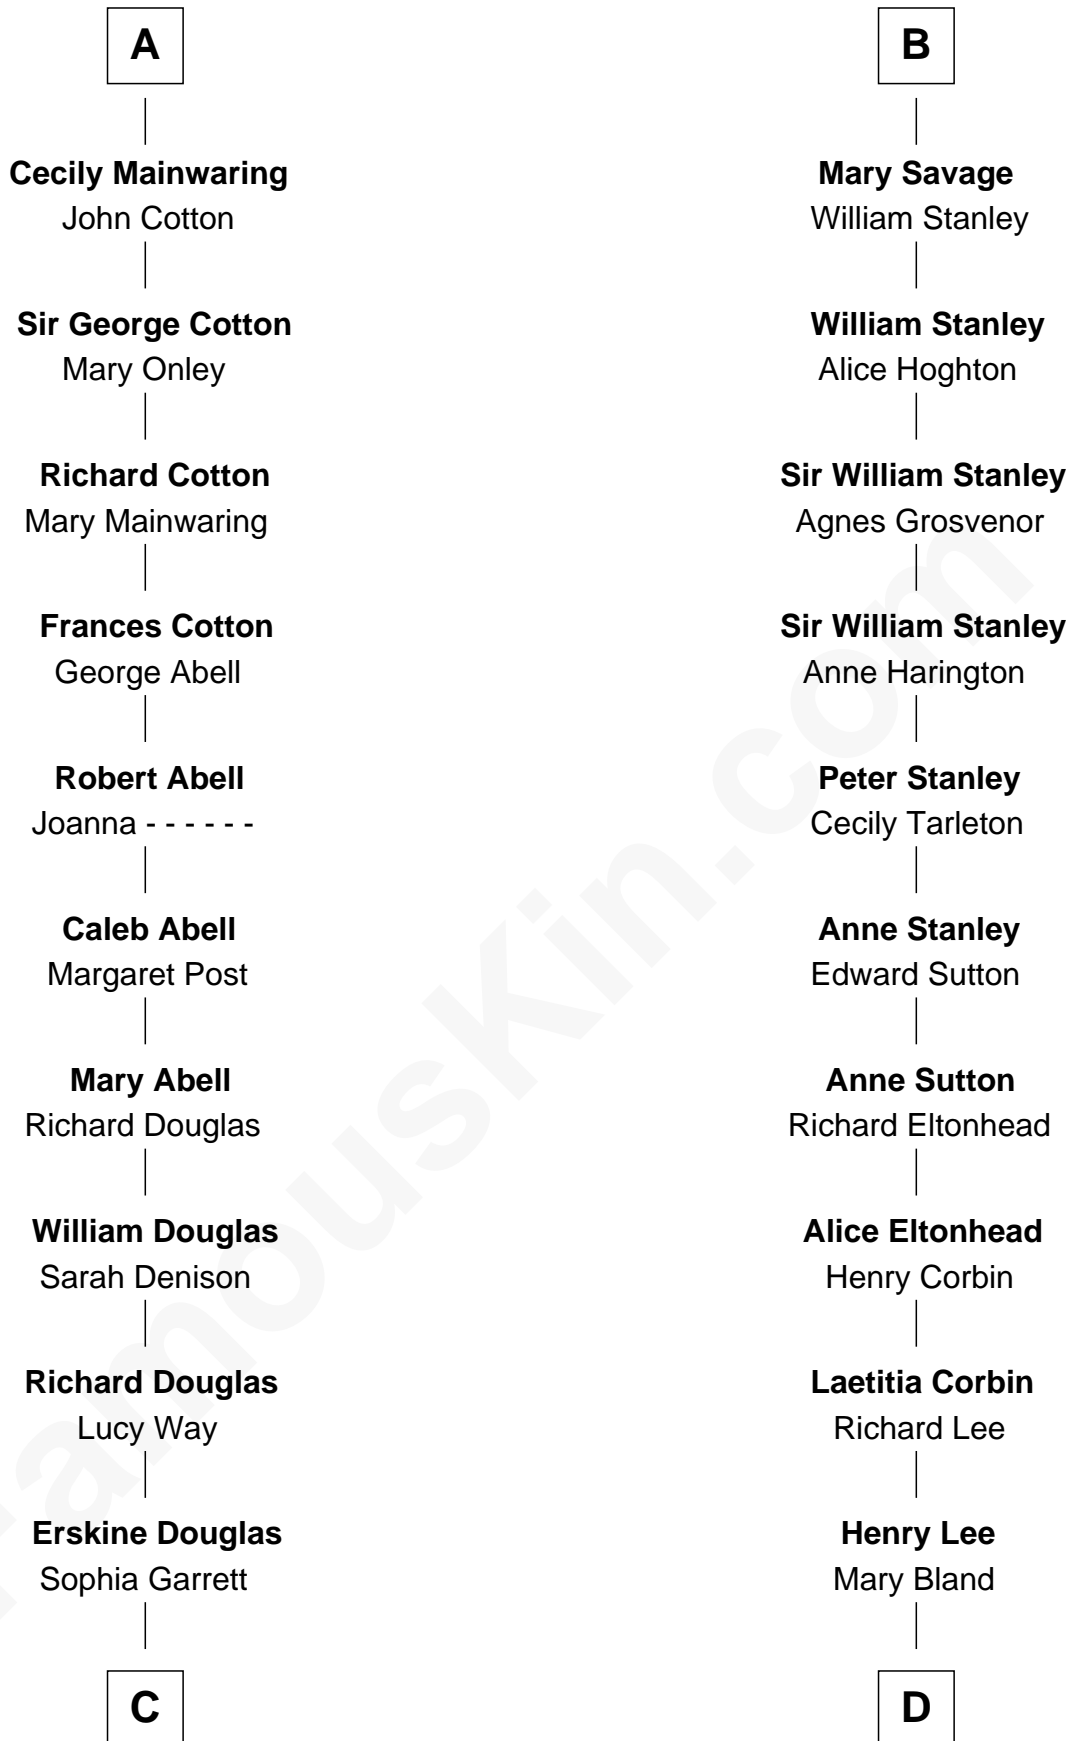 A
Cecily Mainwaring
John Cotton
Sir George Cotton
Mary Onley
Richard Cotton
Mary Mainwaring
Frances Cotton
George Abell
Robert Abell
Joanna - - - - - -
Caleb Abell
Margaret Post
Mary Abell
Richard Douglas
William Douglas
Sarah Denison
Richard Douglas
Lucy Way
Erskine Douglas
Sophia Garrett
C
B
Mary Savage
William Stanley
William Stanley
Alice Hoghton
Sir William Stanley
Agnes Grosvenor
Sir William Stanley
Anne Harington
Peter Stanley
Cecily Tarleton
Anne Stanley
Edward Sutton
Anne Sutton
Richard Eltonhead
Alice Eltonhead
Henry Corbin
Laetitia Corbin
Richard Lee
Henry Lee
Mary Bland
D
FamousKin.com